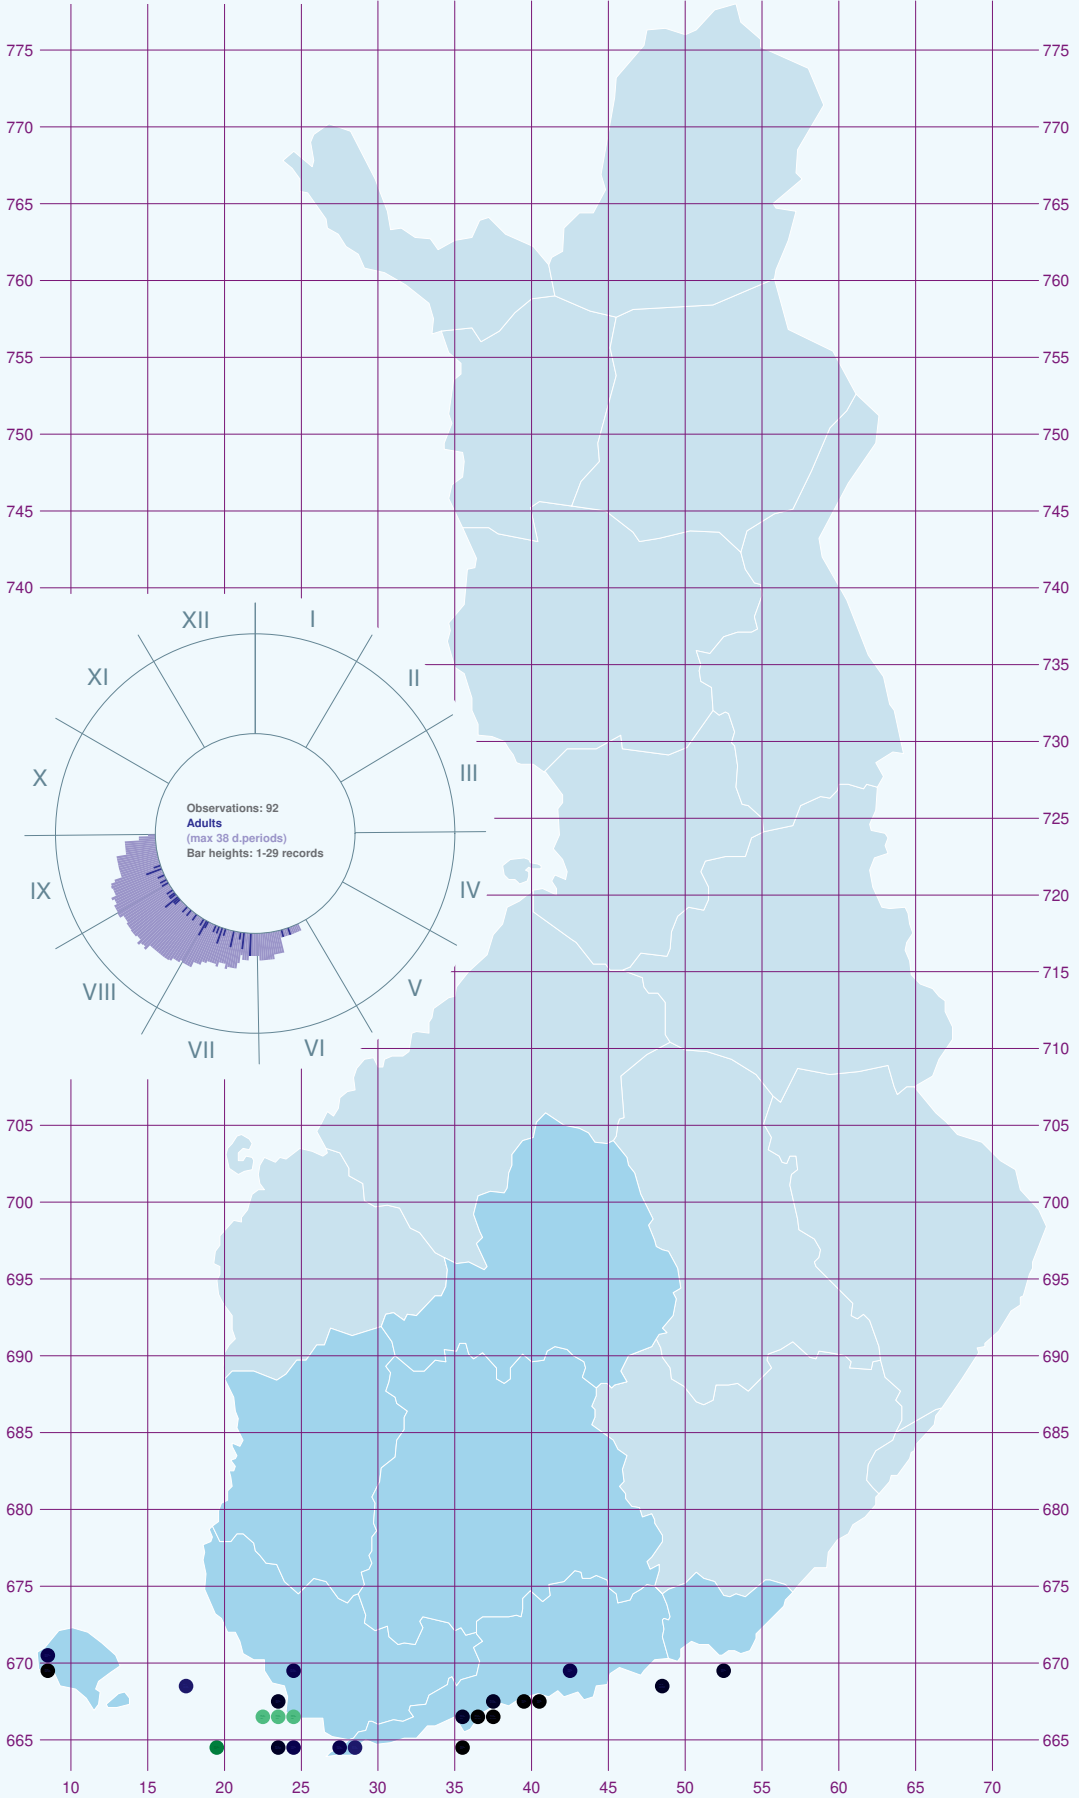 775 775
770 770
765 765
760 760
755 755
750 750
745 745
740 740
735
730
725
720
715
710
705 705
700 700
695 695
690 690
685 685
680 680
675 675
670 670
665 665
XII I
XI II
X III
IX IV
VIII V
VII VI
Observations: 92
Adults
(max 38 d.periods)
Bar heights: 1-29 records
10 15 20 25 30 35 40 45 50 55 60 65 70